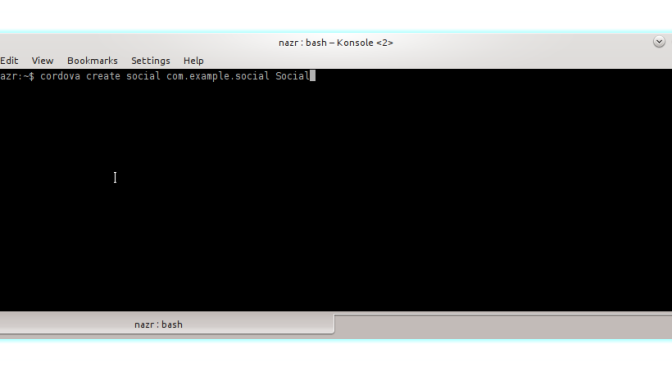 nazr : bash – Konsole <2>
Edit View Bookmarks Settings Help
azr:~$ cordova create social com.example.social Social
nazr : bash